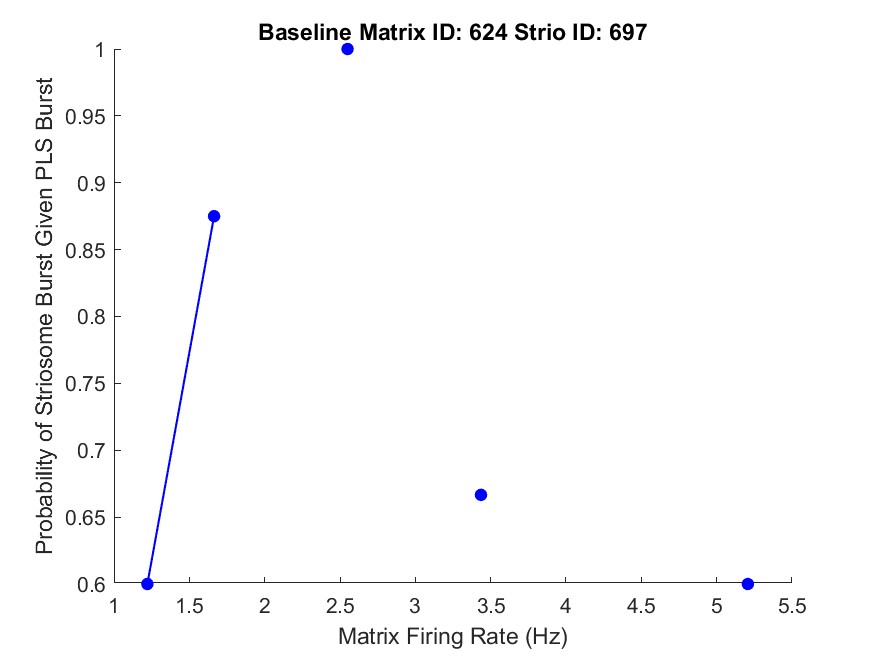 Baseline Matrix ID: 624 Strio ID: 697
Probability of Striosome Burst Given PLS Burst
1
0.95
0.9
0.85
0.8
0.75
0.7
0.65
0.6
1 1.5 2 2.5 3 3.5 4 4.5 5 5.5
Matrix Firing Rate (Hz)